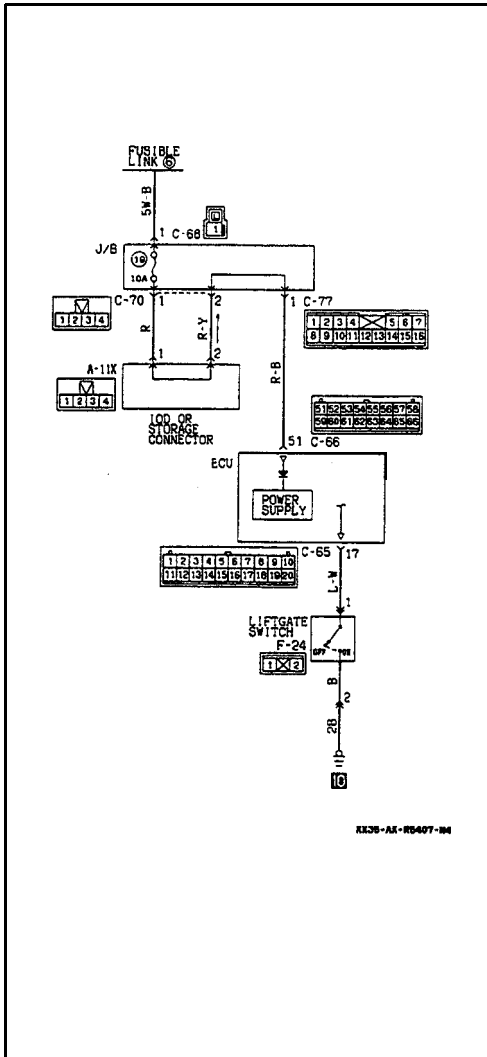 FUSIBLE
LINK ⑥
5W-B
1 C-68
1
J/B
19
10A
C-70 1 2 1 C-77
1 2 3 4
1 2 3 4 5 6 7
8 9 10 11 12 13 14 15 16
R
R-Y
R-B
A-11X
1 2
1 2 3 4
IOD OR
STORAGE
CONNECTOR
51 52 53 54 55 56 57 58
59 60 61 62 63 64 65 66
51 C-66
ECU
POWER
SUPPLY
C-65 17
1 2 3 4 5 6 7 8 9 10
11 12 13 14 15 16 17 18 19 20
L-W
1
LIFTGATE
SWITCH
F-24
OFF
1 2
B
2
2B